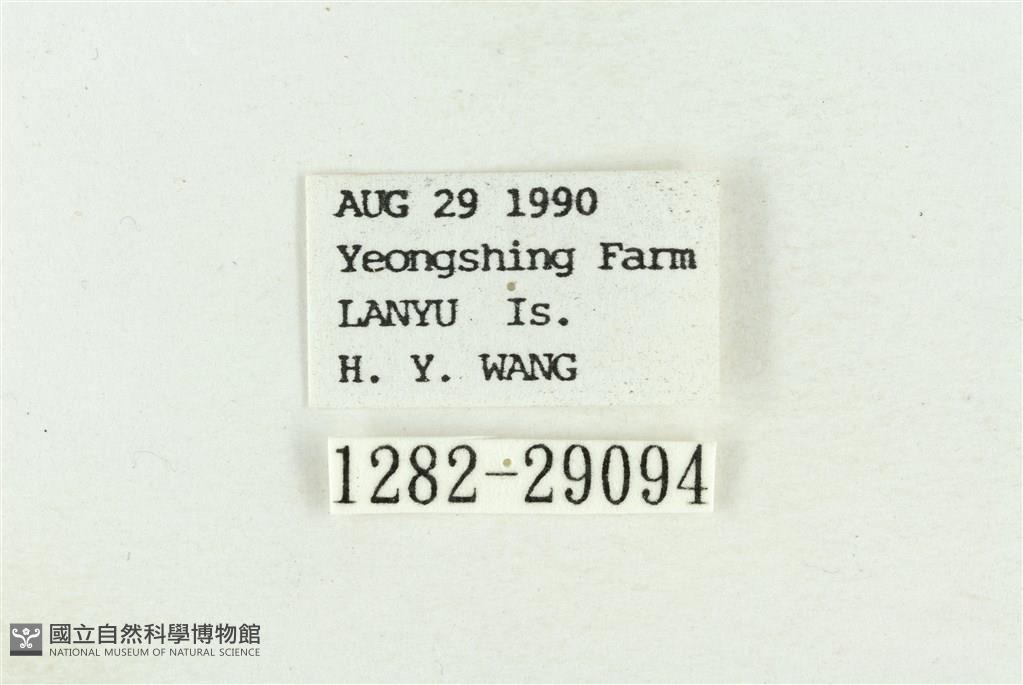 AUG 29 1990
Yeongshing Farm
LANYU Is.
H. Y. WANG
1282-29094
國立自然科學博物館
NATIONAL MUSEUM OF NATURAL SCIENCE